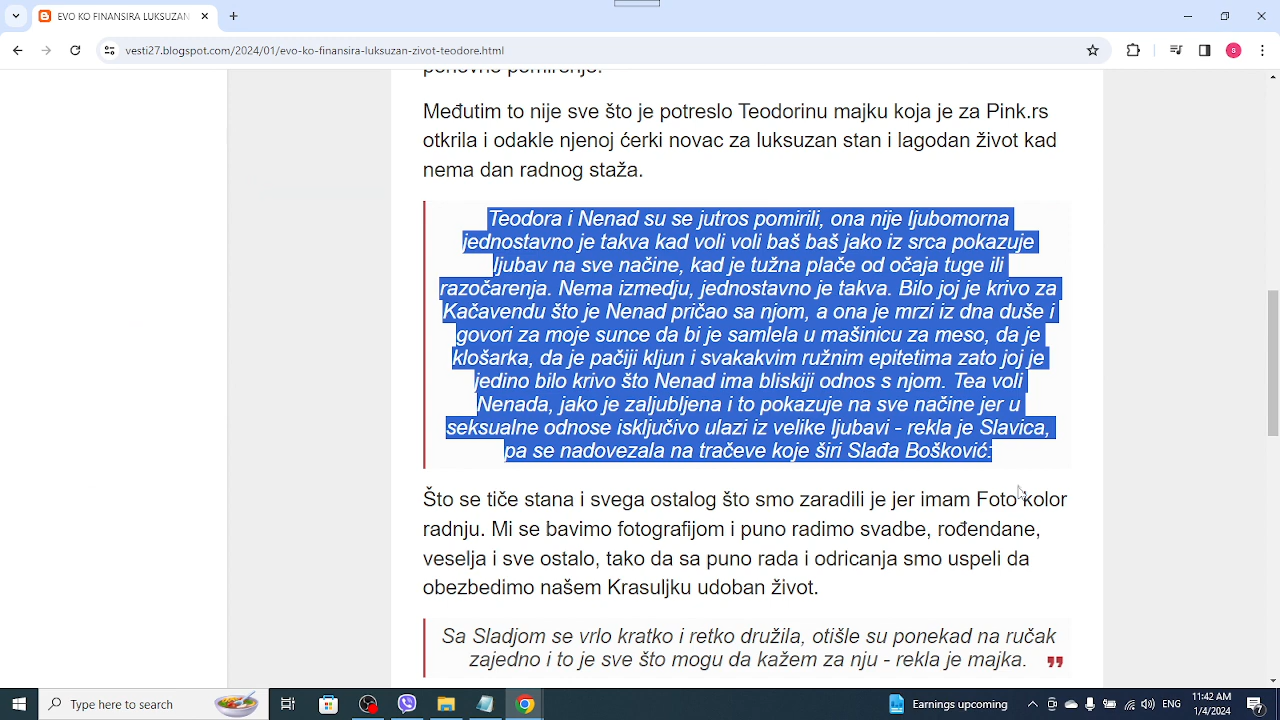 EVO KO FINANSIRA LUKSUZAN
vesti27.blogspot.com/2024/01/evo-ko-finansira-luksuzan-zivot-teodore.html
s
ponovno pomirenje.
Međutim to nije sve što je potreslo Teodorinu majku koja je za Pink.rs
otkrila i odakle njenoj ćerki novac za luksuzan stan i lagodan život kad
nema dan radnog staža.
Teodora i Nenad su se jutros pomirili, ona nije ljubomorna
jednostavno je takva kad voli voli baš baš jako iz srca pokazuje
ljubav na sve načine, kad je tužna plače od očaja tuge ili
razočarenja. Nema izmedju, jednostavno je takva. Bilo joj je krivo za
Kačavendu što je Nenad pričao sa njom, a ona je mrzi iz dna duše i
govori za moje sunce da bi je samlela u mašinicu za meso, da je
klošarka, da je pačiji kljun i svakakvim ružnim epitetima zato joj je
jedino bilo krivo što Nenad ima bliskiji odnos s njom. Tea voli
Nenada, jako je zaljubljena i to pokazuje na sve načine jer u
seksualne odnose isključivo ulazi iz velike ljubavi - rekla je Slavica,
pa se nadovezala na tračeve koje širi Slađa Bošković:
Što se tiče stana i svega ostalog što smo zaradili je jer imam Foto kolor
radnju. Mi se bavimo fotografijom i puno radimo svadbe, rođendane,
veselja i sve ostalo, tako da sa puno rada i odricanja smo uspeli da
obezbedimo našem Krasuljku udoban život.
Sa Sladjom se vrlo kratko i retko družila, otišle su ponekad na ručak
zajedno i to je sve što mogu da kažem za nju - rekla je majka.
Type here to search
Earnings upcoming
ENG
11:42 AM
1/4/2024